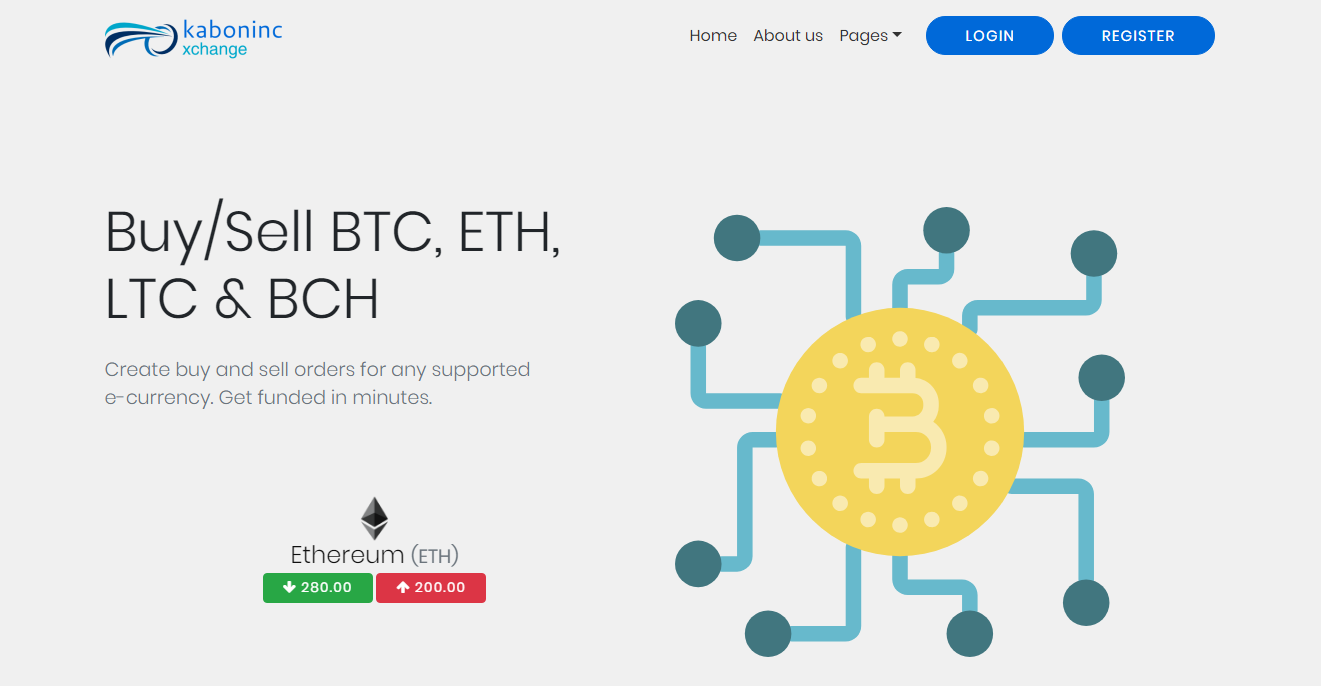 kaboninc
xchange
Home About us Pages LOGIN REGISTER
Buy/Sell BTC, ETH,
LTC & BCH
Create buy and sell orders for any supported
e-currency. Get funded in minutes.
Ethereum (ETH)
280.00 200.00